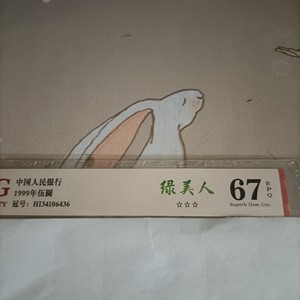 G
TY
中国人民银行
1999年伍圆
冠号: HI34106436
绿美人
☆☆☆
67 EPQ
Superb Gem Unc